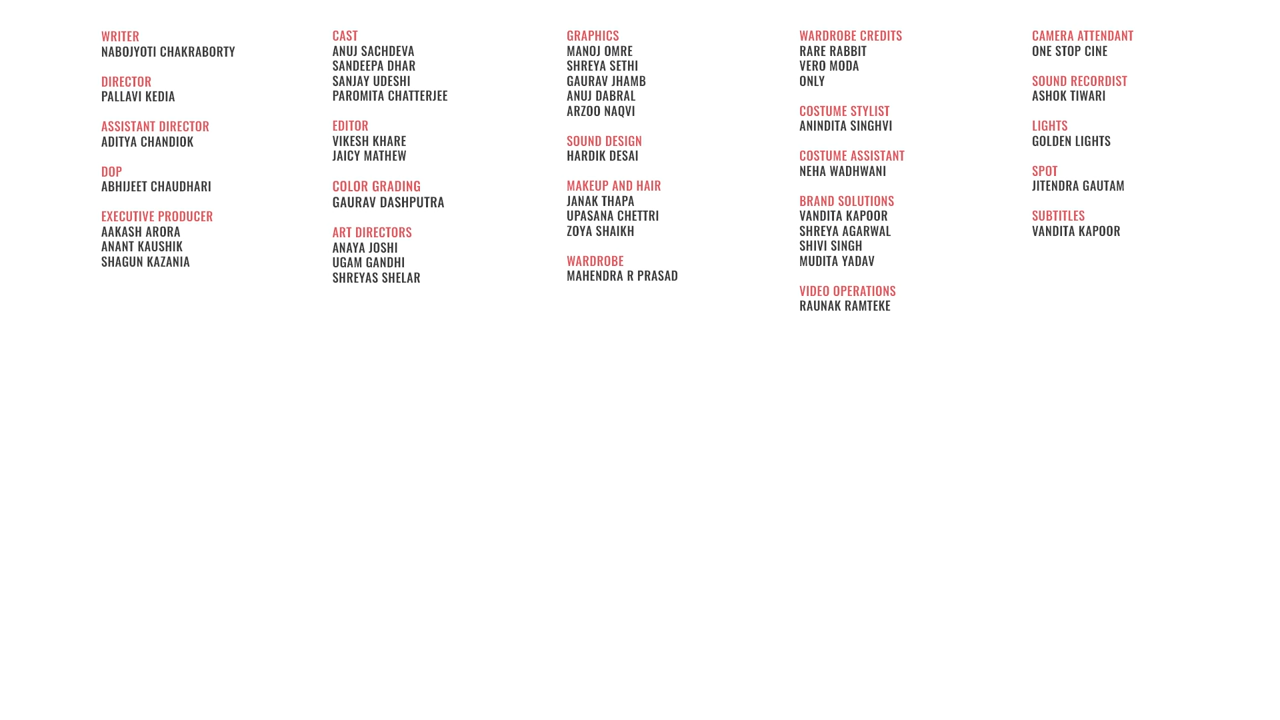 WRITER
NABOJYOTI CHAKRABORTY
DIRECTOR
PALLAVI KEDIA
ASSISTANT DIRECTOR
ADITYA CHANDIOK
DOP
ABHIJEET CHAUDHARI
EXECUTIVE PRODUCER
AAKASH ARORA
ANANT KAUSHIK
SHAGUN KAZANIA
CAST
ANUJ SACHDEVA
SANDEEPA DHAR
SANJAY UDESHI
PAROMITA CHATTERJEE
EDITOR
VIKESH KHARE
JAICY MATHEW
COLOR GRADING
GAURAV DASHPUTRA
ART DIRECTORS
ANAYA JOSHI
UGAM GANDHI
SHREYAS SHELAR
GRAPHICS
MANOJ OMRE
SHREYA SETHI
GAURAV JHAMB
ANUJ DABRAL
ARZOO NAQVI
SOUND DESIGN
HARDIK DESAI
MAKEUP AND HAIR
JANAK THAPA
UPASANA CHETTRI
ZOYA SHAIKH
WARDROBE
MAHENDRA R PRASAD
WARDROBE CREDITS
RARE RABBIT
VERO MODA
ONLY
COSTUME STYLIST
ANINDITA SINGHVI
COSTUME ASSISTANT
NEHA WADHWANI
BRAND SOLUTIONS
VANDITA KAPOOR
SHREYA AGARWAL
SHIVI SINGH
MUDITA YADAV
VIDEO OPERATIONS
RAUNAK RAMTEKE
CAMERA ATTENDANT
ONE STOP CINE
SOUND RECORDIST
ASHOK TIWARI
LIGHTS
GOLDEN LIGHTS
SPOT
JITENDRA GAUTAM
SUBTITLES
VANDITA KAPOOR